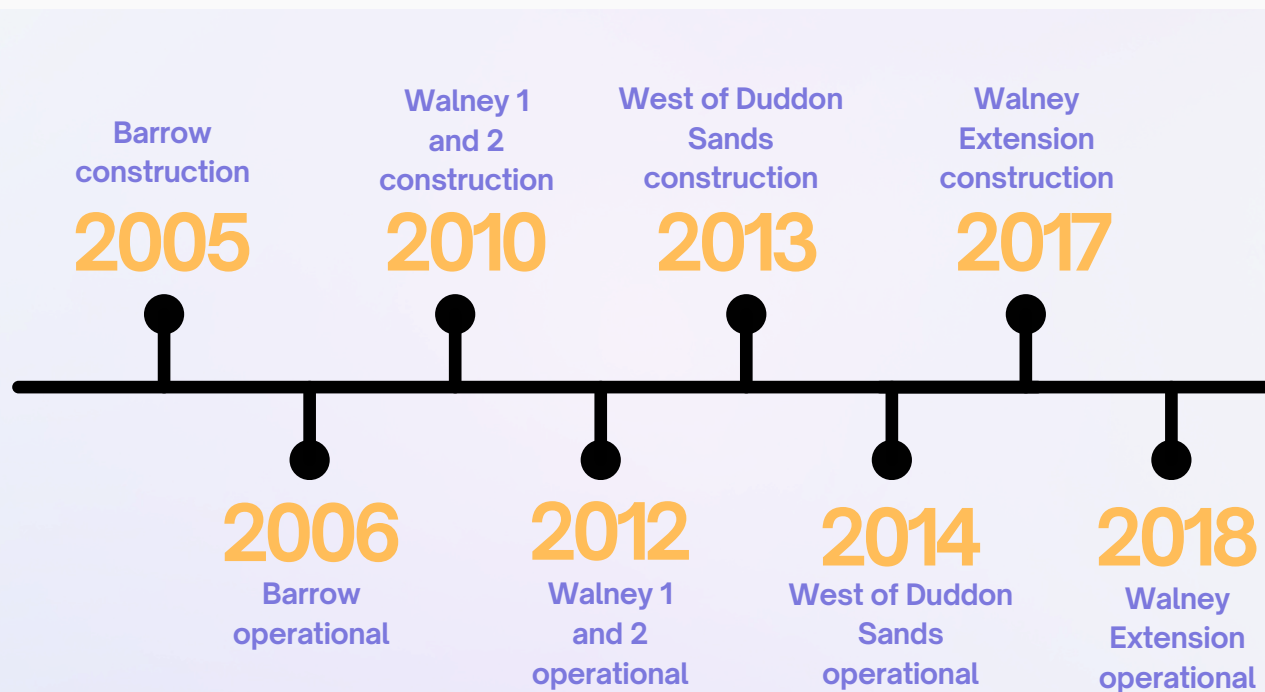 Barrow
construction
2005
Walney 1
and 2
construction
2010
West of Duddon
Sands
construction
2013
Walney
Extension
construction
2017
2006
Barrow
operational
2012
Walney 1
and 2
operational
2014
West of Duddon
Sands
operational
2018
Walney
Extension
operational